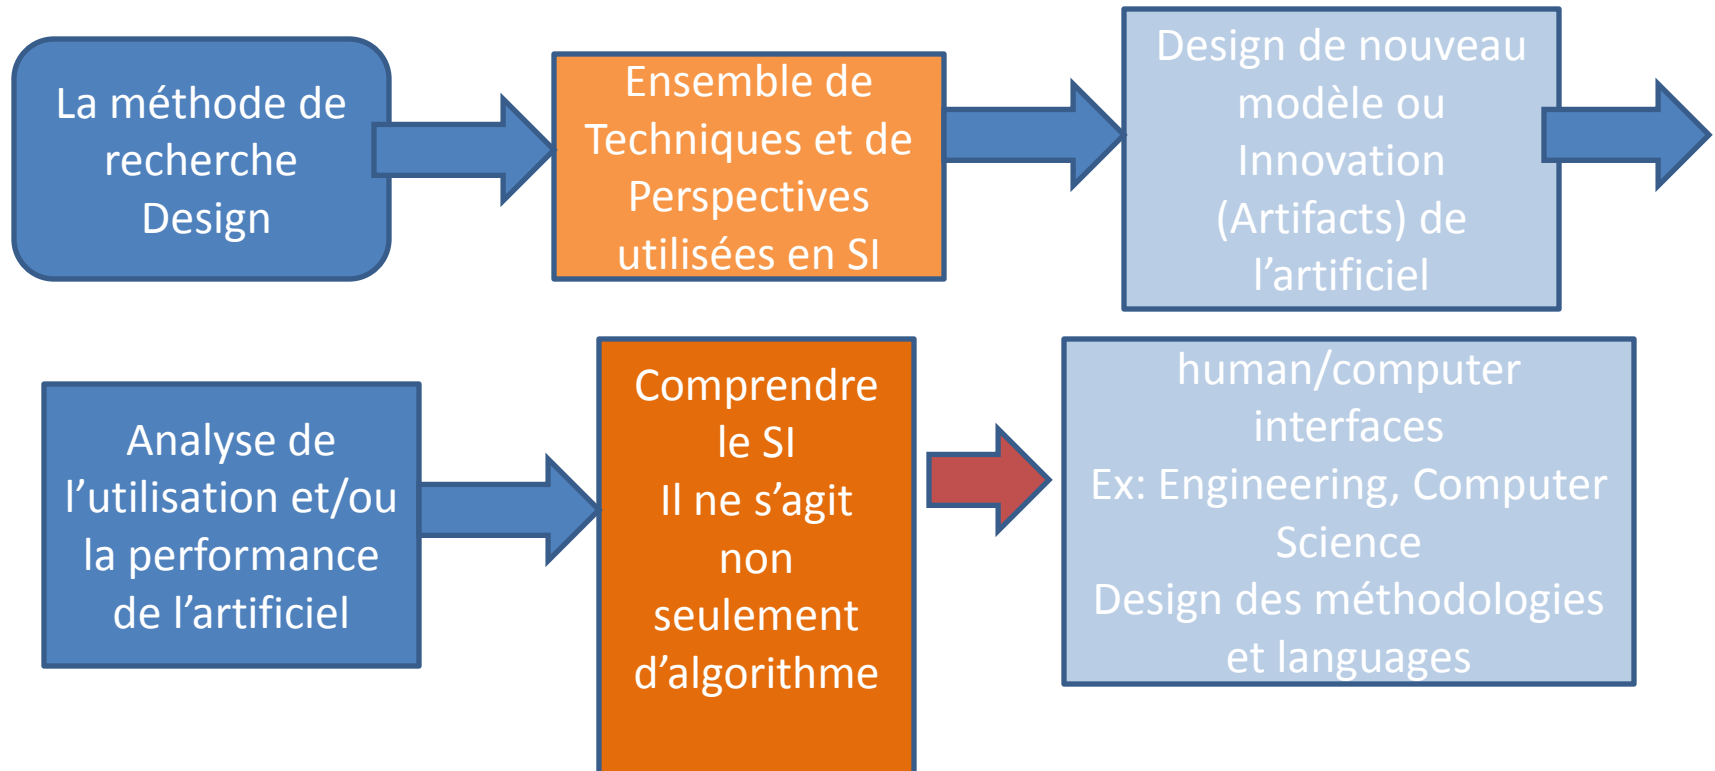 La méthode de
recherche
Design
Ensemble de
Techniques et de
Perspectives
utilisées en SI
Design de nouveau
modèle ou
Innovation
(Artifacts) de
l’artificiel
Analyse de
l’utilisation et/ou
la performance
de l’artificiel
Comprendre
le SI
Il ne s’agit
non
seulement
d’algorithme
human/computer
interfaces
Ex: Engineering, Computer
Science
Design des méthodologies
et languages